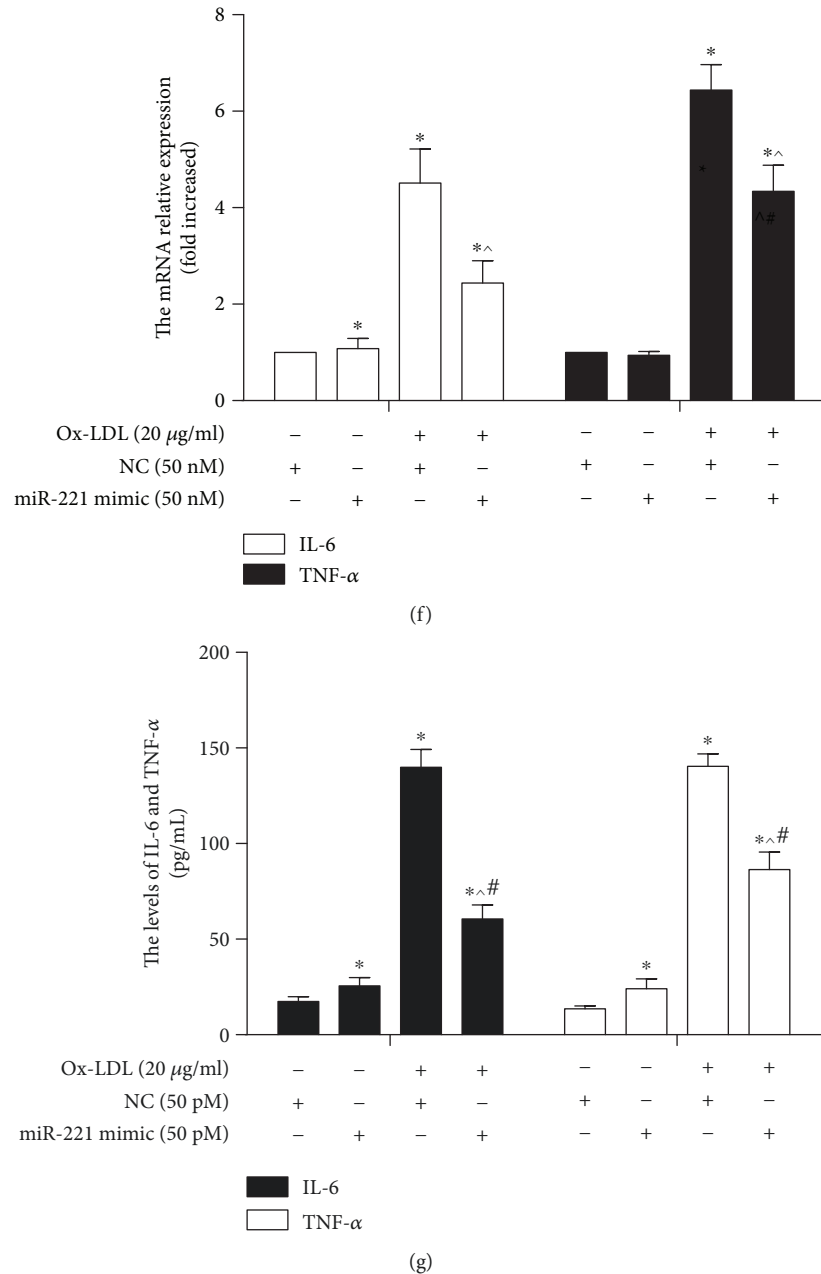 The mRNA relative expression
(fold increased)
8
6
4
2
0
*
*
*^
*
*^
*
^#
Ox-LDL (20 μg/ml) − − + + − − + +
NC (50 nM) + − + − + − + −
miR-221 mimic (50 nM) − + − + − + − +
IL-6
TNF-α
(f)
The levels of IL-6 and TNF-α
(pg/mL)
200
150
100
50
0
*
*
*^#
*
*
*^#
Ox-LDL (20 μg/ml) − − + + − − + +
NC (50 pM) + − + − + − + −
miR-221 mimic (50 pM) − + − + − + − +
IL-6
TNF-α
(g)